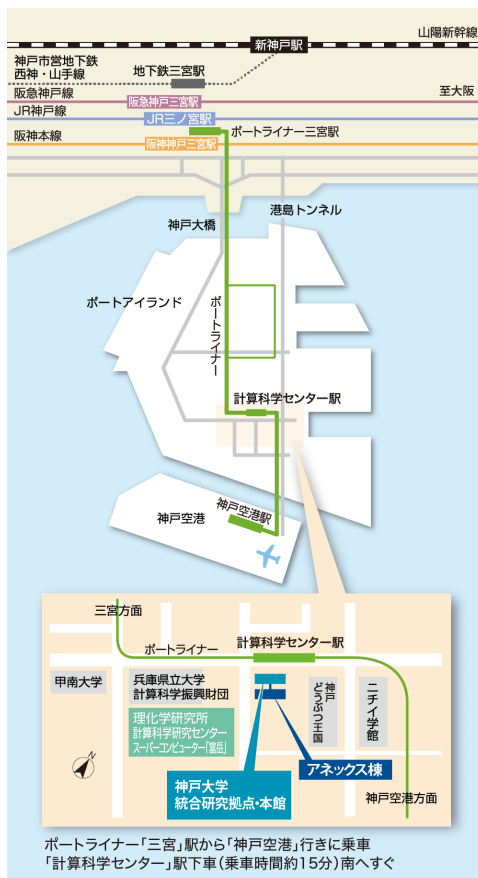 山陽新幹線
新神戸駅
神戸市営地下鉄
西神・山手線
地下鉄三宮駅
阪急神戸線
阪急神戸三宮駅
至大阪
JR神戸線
JR三ノ宮駅
ポートライナー三宮駅
阪神本線
阪神神戸三宮駅
神戸大橋
港島トンネル
ポートアイランド
ポートライナー
計算科学センター駅
神戸空港
神戸空港駅
三宮方面
ポートライナー
計算科学センター駅
甲南大学
兵庫県立大学
計算科学振興財団
理化学研究所
計算科学研究センター
スーパーコンピューター「富岳」
神戸
どうぶつ王国
ニチイ学館
N
アネックス棟
神戸大学
統合研究拠点・本館
神戸空港方面
ポートライナー「三宮」駅から「神戸空港」行きに乗車
「計算科学センター」駅下車（乗車時間約15分）南へすぐ